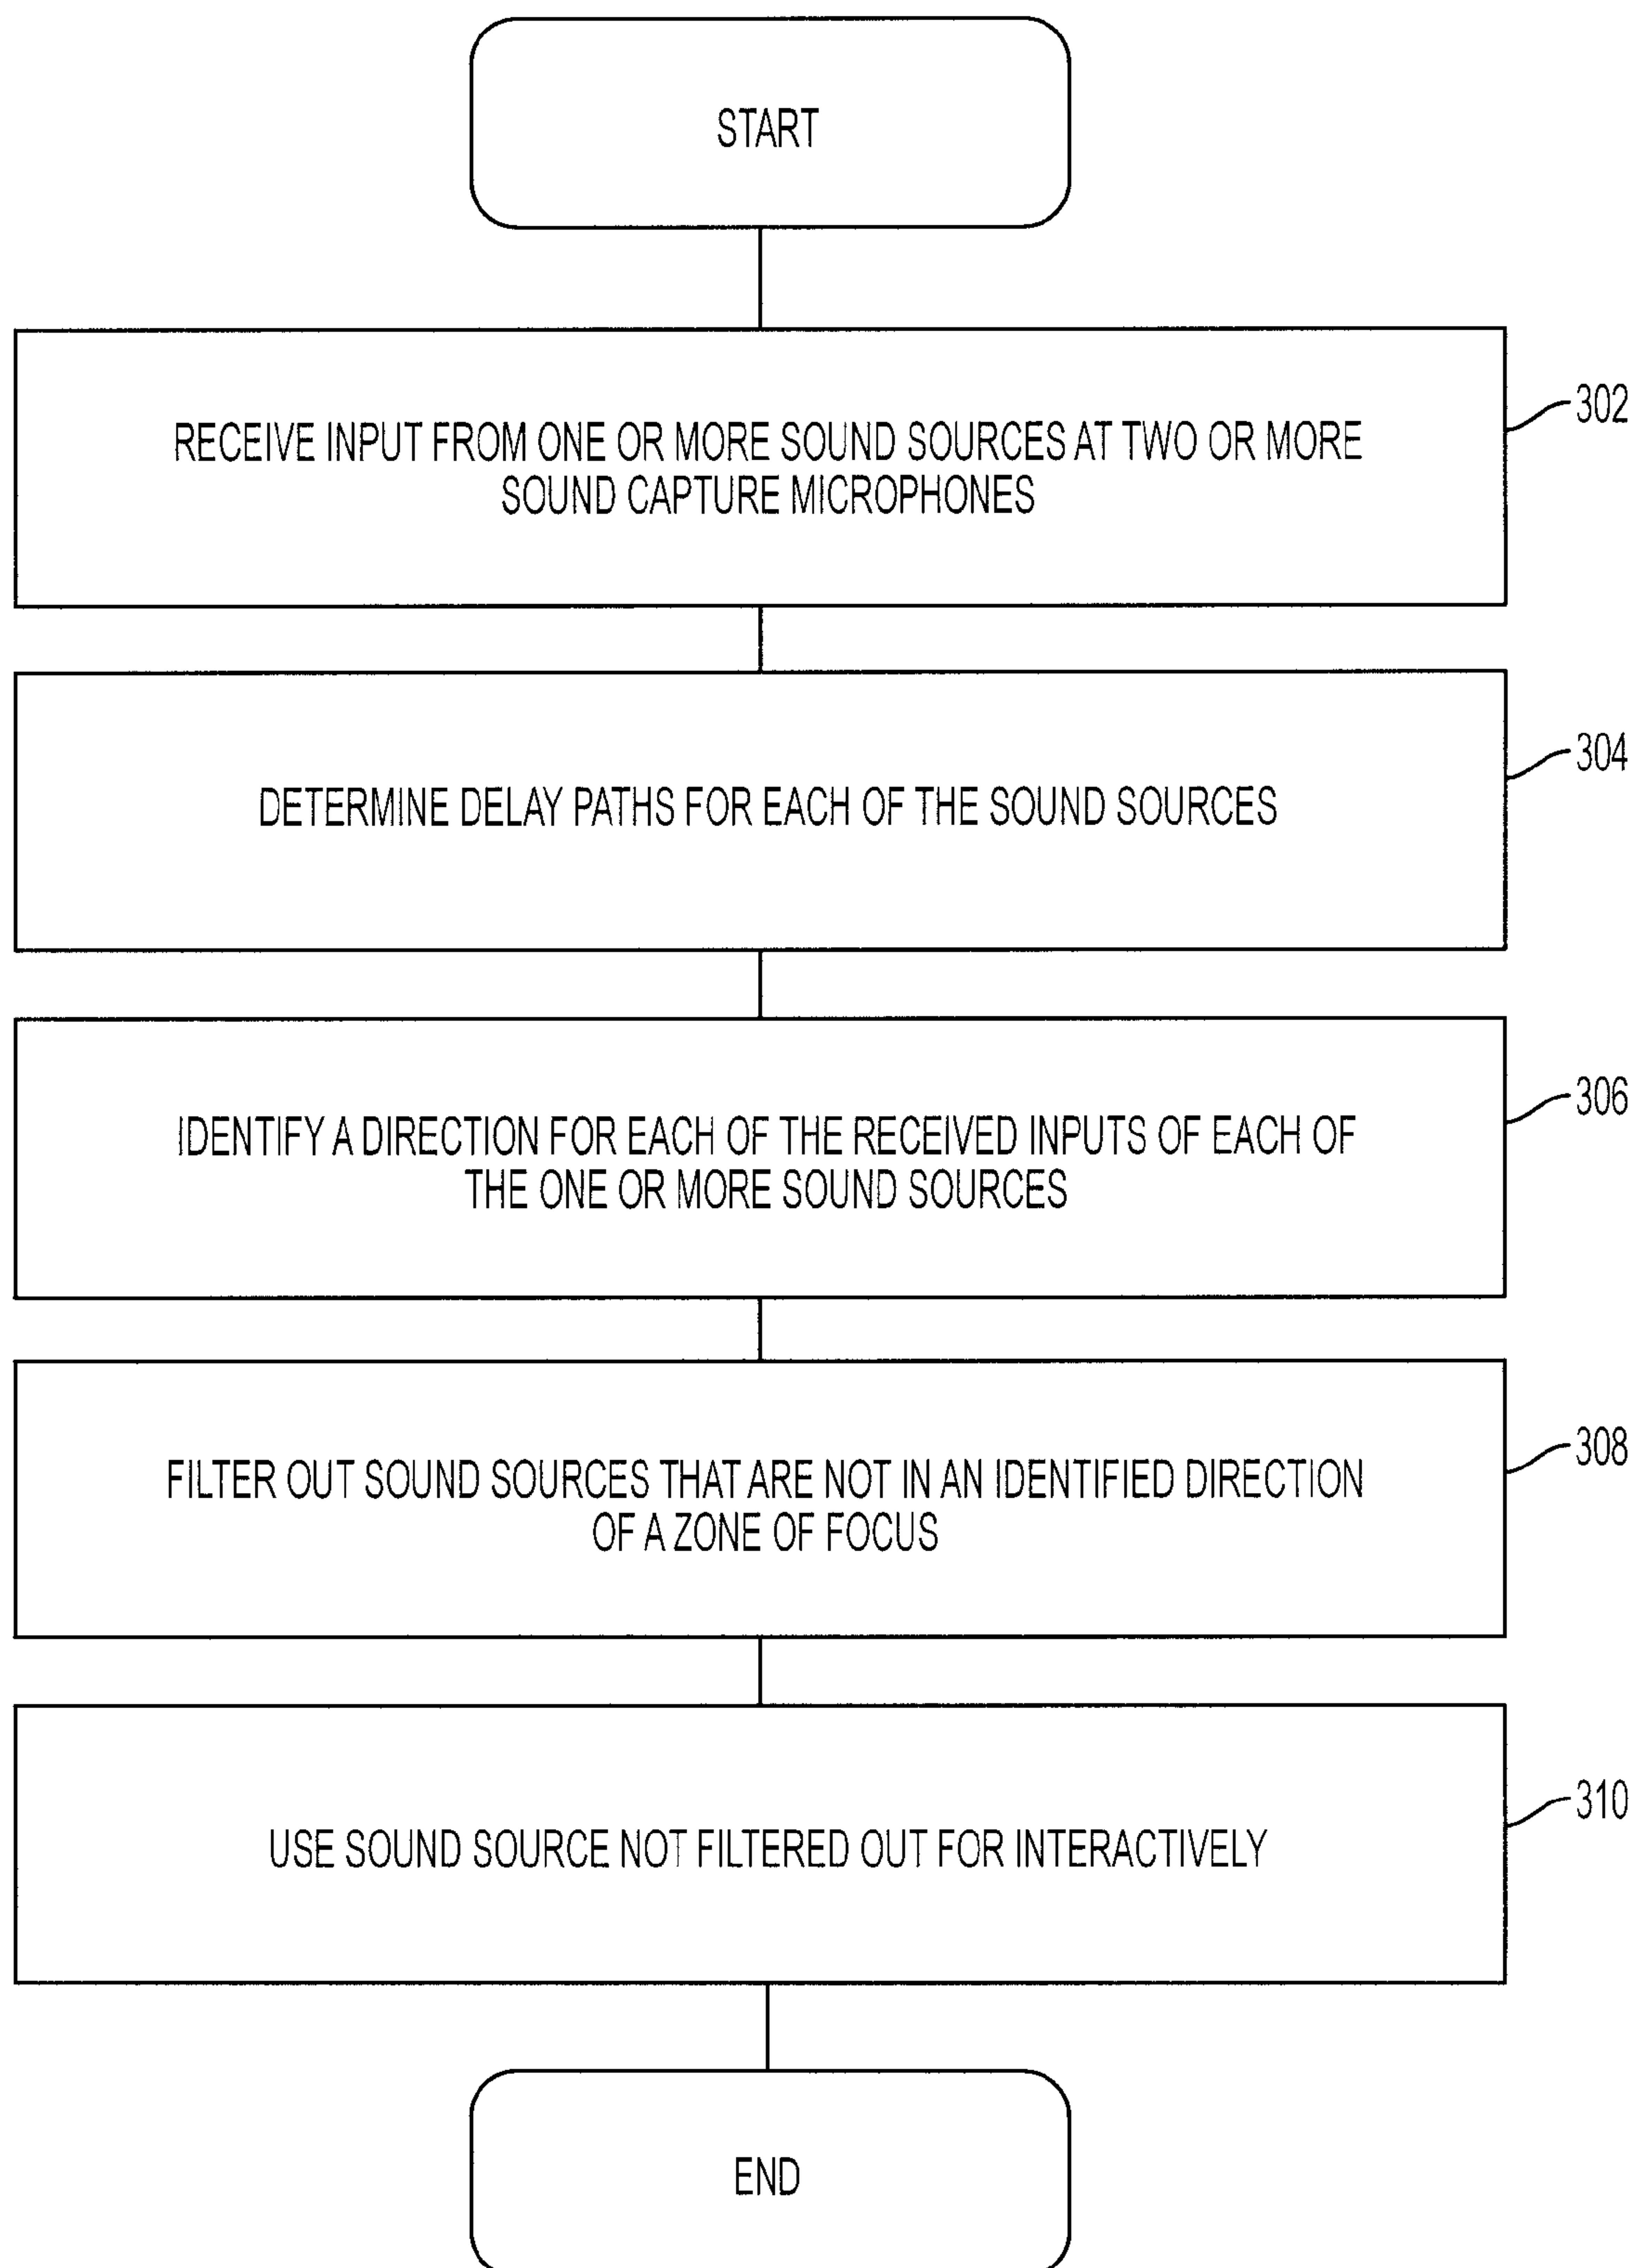 START
RECEIVE INPUT FROM ONE OR MORE SOUND SOURCES AT TWO OR MORE
SOUND CAPTURE MICROPHONES
302
DETERMINE DELAY PATHS FOR EACH OF THE SOUND SOURCES
304
IDENTIFY A DIRECTION FOR EACH OF THE RECEIVED INPUTS OF EACH OF
THE ONE OR MORE SOUND SOURCES
306
FILTER OUT SOUND SOURCES THAT ARE NOT IN AN IDENTIFIED DIRECTION
OF A ZONE OF FOCUS
308
USE SOUND SOURCE NOT FILTERED OUT FOR INTERACTIVELY
310
END